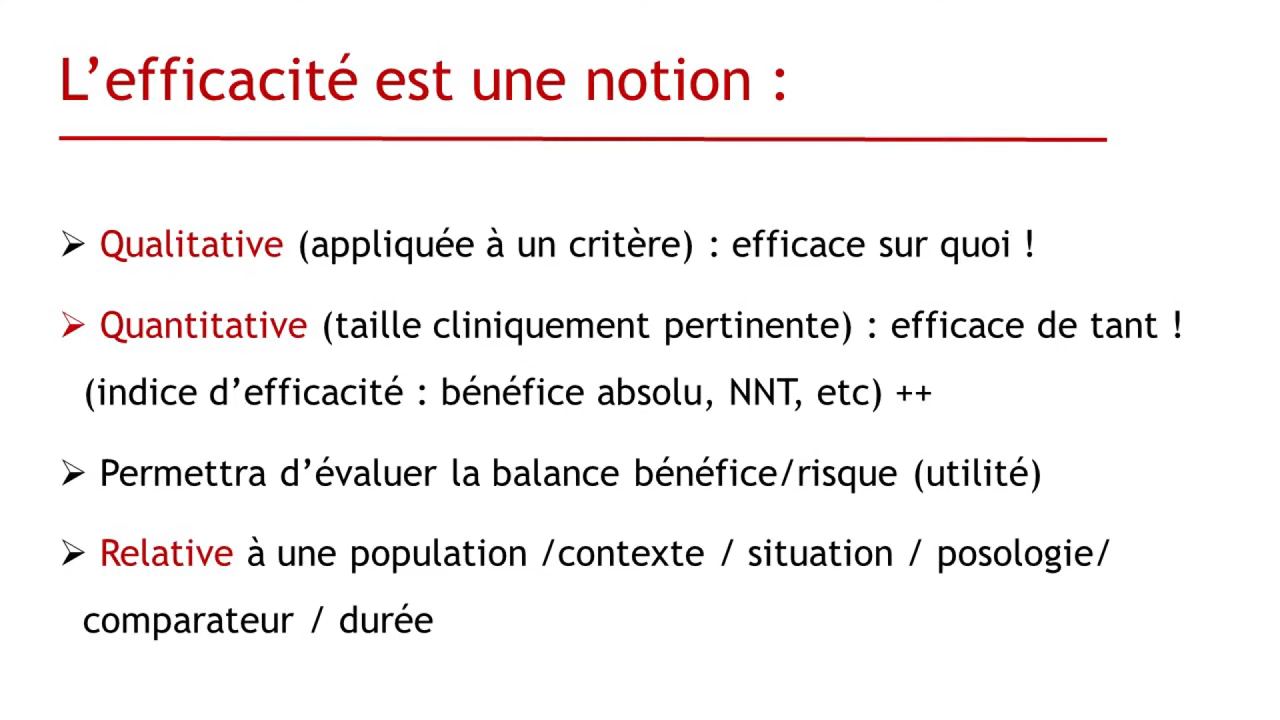 L’efficacité est une notion :
➢ Qualitative (appliquée à un critère) : efficace sur quoi !
➢ Quantitative (taille cliniquement pertinente) : efficace de tant !
(indice d’efficacité : bénéfice absolu, NNT, etc) ++
➢ Permettra d’évaluer la balance bénéfice/risque (utilité)
➢ Relative à une population /contexte / situation / posologie/
comparateur / durée